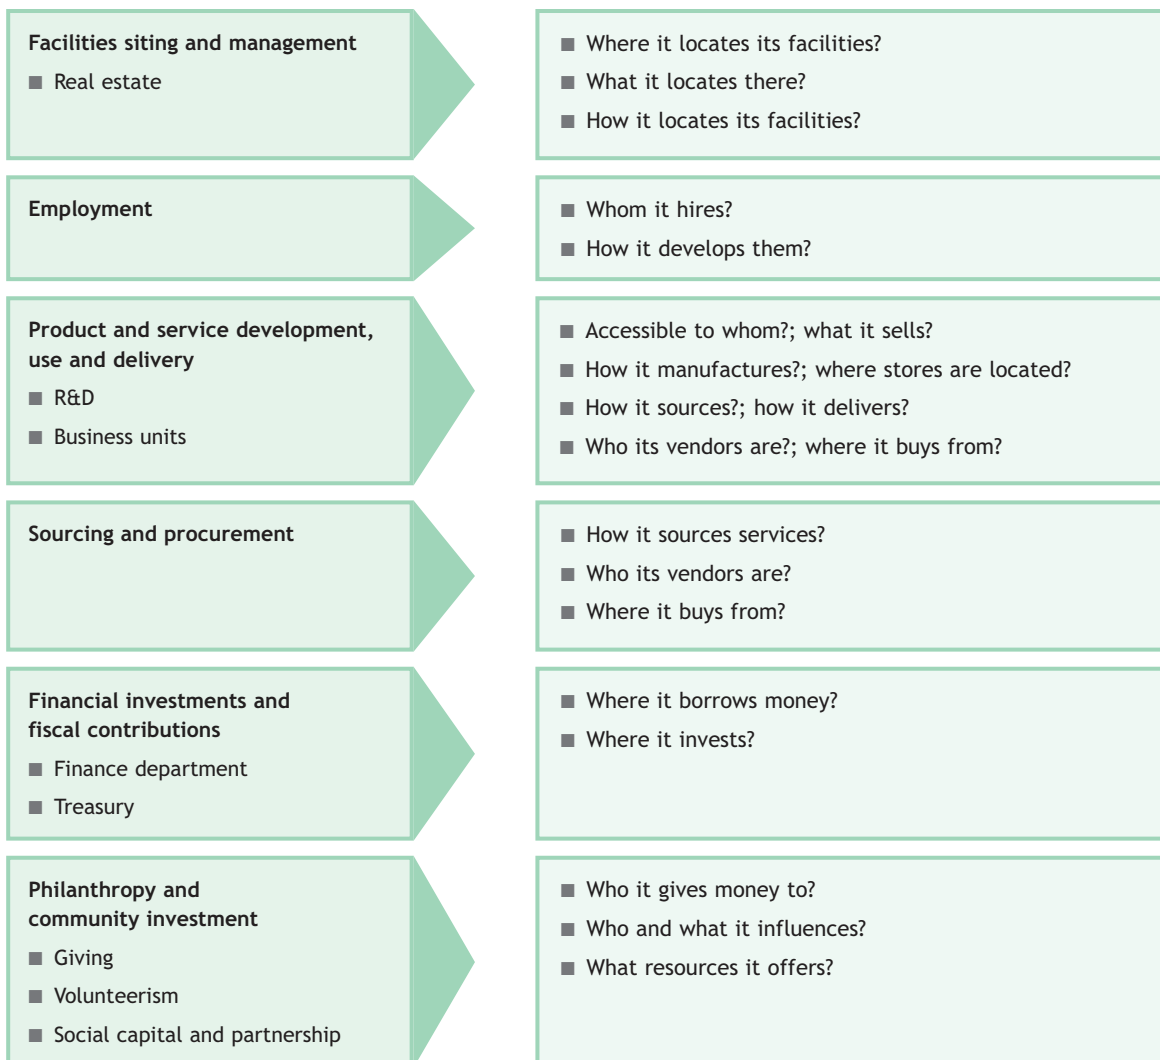 Facilities siting and management
■ Real estate
■ Where it locates its facilities?
■ What it locates there?
■ How it locates its facilities?
Employment
■ Whom it hires?
■ How it develops them?
Product and service development,
use and delivery
■ R&D
■ Business units
■ Accessible to whom?; what it sells?
■ How it manufactures?; where stores are located?
■ How it sources?; how it delivers?
■ Who its vendors are?; where it buys from?
Sourcing and procurement
■ How it sources services?
■ Who its vendors are?
■ Where it buys from?
Financial investments and
fiscal contributions
■ Finance department
■ Treasury
■ Where it borrows money?
■ Where it invests?
Philanthropy and
community investment
■ Giving
■ Volunteerism
■ Social capital and partnership
■ Who it gives money to?
■ Who and what it influences?
■ What resources it offers?